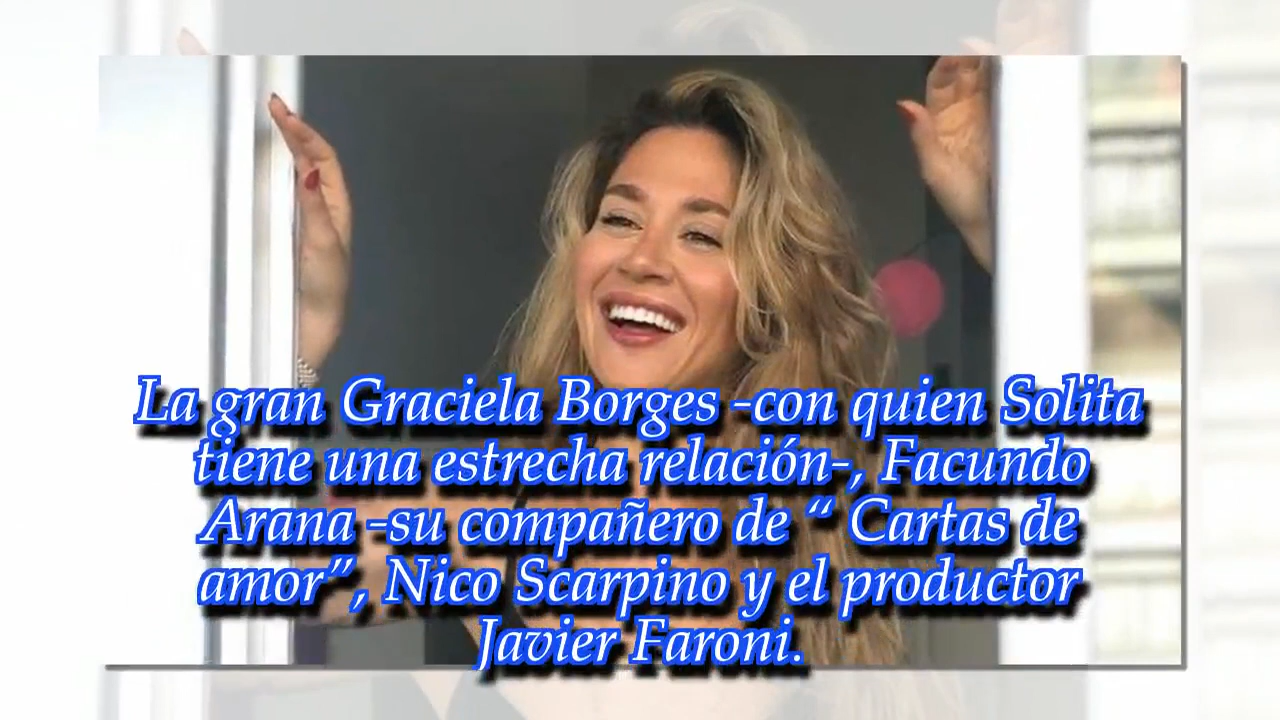 La gran Graciela Borges -con quien Solita
tiene una estrecha relación-, Facundo
Arana -su compañero de “ Cartas de
amor”, Nico Scarpino y el productor
Javier Faroni.